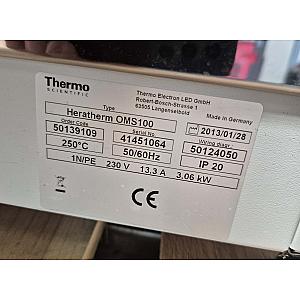 Thermo
SCIENTIFIC
Thermo Electron LED GmbH
Robert-Bosch-Strasse 1
63505 Langenselbold
Made in Germany
Type
Heratherm OMS100
2013/01/28
Order Code
Serial No.
Wiring diagr.
50139109
41451064
50124050
250°C
50/60Hz
IP 20
1N/PE 230 V 13,3 A 3,06 kW
CE